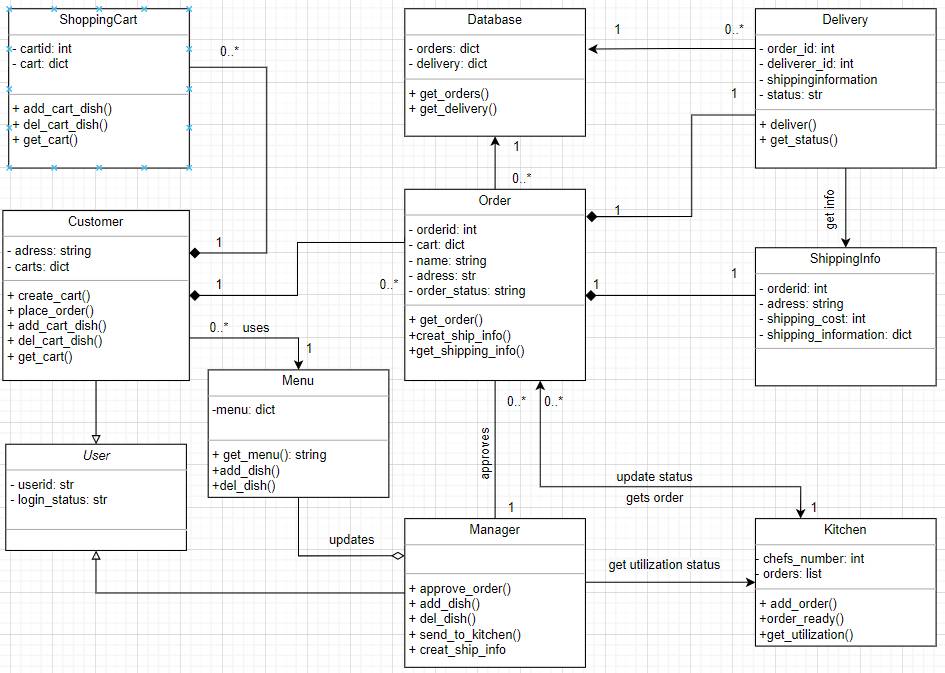 ShoppingCart
- cartid: int
- cart: dict
+ add_cart_dish()
+ del_cart_dish()
+ get_cart()
0..*
Database
- orders: dict
- delivery: dict
+ get_orders()
+ get_delivery()
1
0..*
Delivery
- order_id: int
- deliverer_id: int
- shippinginformation
- status: str
+ deliver()
+ get_status()
1
1
0..*
Customer
- adress: string
- carts: dict
+ create_cart()
+ place_order()
+ add_cart_dish()
+ del_cart_dish()
+ get_cart()
1
1
0..*
Order
- orderid: int
- cart: dict
- name: string
- adress: str
- order_status: string
+ get_order()
+creat_ship_info()
+get_shipping_info()
1
get info
1
1
ShippingInfo
- orderid: int
- adress: string
- shipping_cost: int
- shipping_information: dict
0..*
uses
1
Menu
-menu: dict
+ get_menu(): string
+add_dish()
+del_dish()
0..*
0..*
approves
1
User
- userid: str
- login_status: str
updates
update status
gets order
1
Manager
+ approve_order()
+ add_dish()
+ del_dish()
+ send_to_kitchen()
+ creat_ship_info
get utilization status
Kitchen
- chefs_number: int
- orders: list
+ add_order()
+order_ready()
+get_utilization()